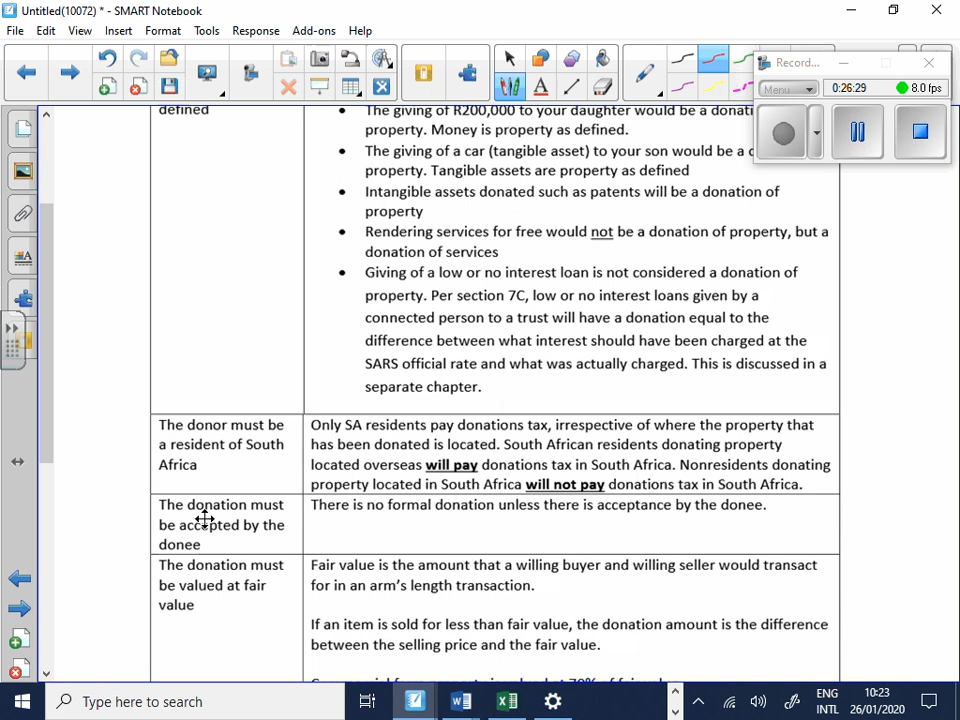 Untitled(10072) * - SMART Notebook
File Edit View Insert Format Tools Response Add-ons Help
Record...
Menu 0:26:29 8.0 fps
defined
• The giving of R200,000 to your daughter would be a
property. Money is property as defined.
• The giving of a car (tangible asset) to your son would be a
property. Tangible assets are property as defined
• Intangible assets donated such as patents will be a donation of
property
• Rendering services for free would not be a donation of property, but a
donation of services
• Giving of a low or no interest loan is not considered a donation of
property. Per section 7C, low or no interest loans given by a
connected person to a trust will have a donation equal to the
difference between what interest should have been charged at the
SARS official rate and what was actually charged. This is discussed in a
separate chapter.
The donor must be
a resident of South
Africa
Only SA residents pay donations tax, irrespective of where the property that
has been donated is located. South African residents donating property
located overseas will pay donations tax in South Africa. Nonresidents donating
property located in South Africa will not pay donations tax in South Africa.
The donation must
be accepted by the
donee
There is no formal donation unless there is acceptance by the donee.
The donation must
be valued at fair
value
Fair value is the amount that a willing buyer and willing seller would transact
for in an arm's length transaction.
If an item is sold for less than fair value, the donation amount is the difference
between the selling price and the fair value.
Type here to search
ENG
INTL
10:23
26/01/2020